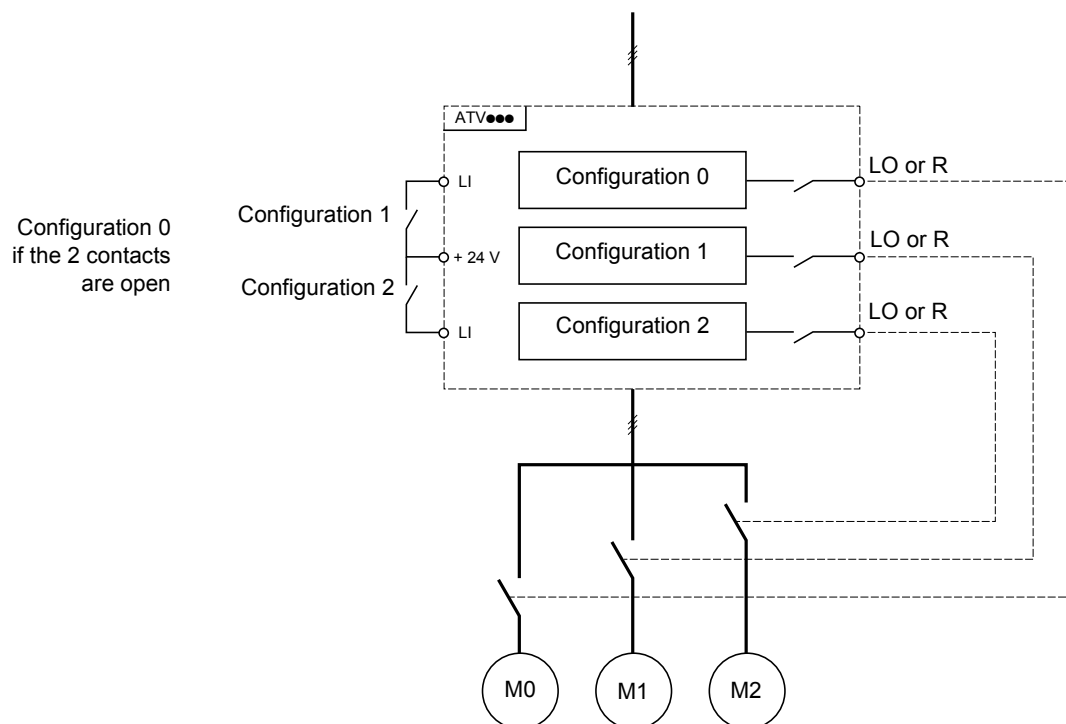 ATV●●●
Configuration 0
LO or R
LI
Configuration 1
Configuration 0
if the 2 contacts
are open
+ 24 V
Configuration 1
LO or R
Configuration 2
LI
Configuration 2
LO or R
M0
M1
M2